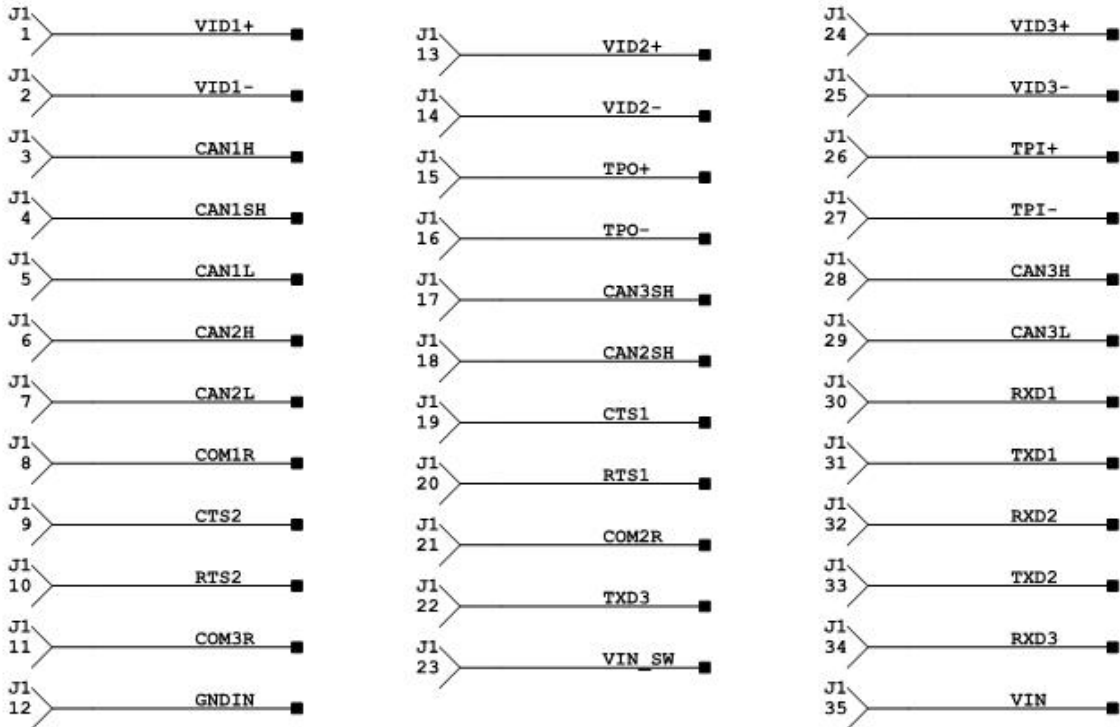 J1 1 VID1+
J1 2 VID1-
J1 3 CAN1H
J1 4 CAN1SH
J1 5 CAN1L
J1 6 CAN2H
J1 7 CAN2L
J1 8 COM1R
J1 9 CTS2
J1 10 RTS2
J1 11 COM3R
J1 12 GNDIN
J1 13 VID2+
J1 14 VID2-
J1 15 TPO+
J1 16 TPO-
J1 17 CAN3SH
J1 18 CAN2SH
J1 19 CTS1
J1 20 RTS1
J1 21 COM2R
J1 22 TXD3
J1 23 VIN_SW
J1 24 VID3+
J1 25 VID3-
J1 26 TPI+
J1 27 TPI-
J1 28 CAN3H
J1 29 CAN3L
J1 30 RXD1
J1 31 TXD1
J1 32 RXD2
J1 33 TXD2
J1 34 RXD3
J1 35 VIN